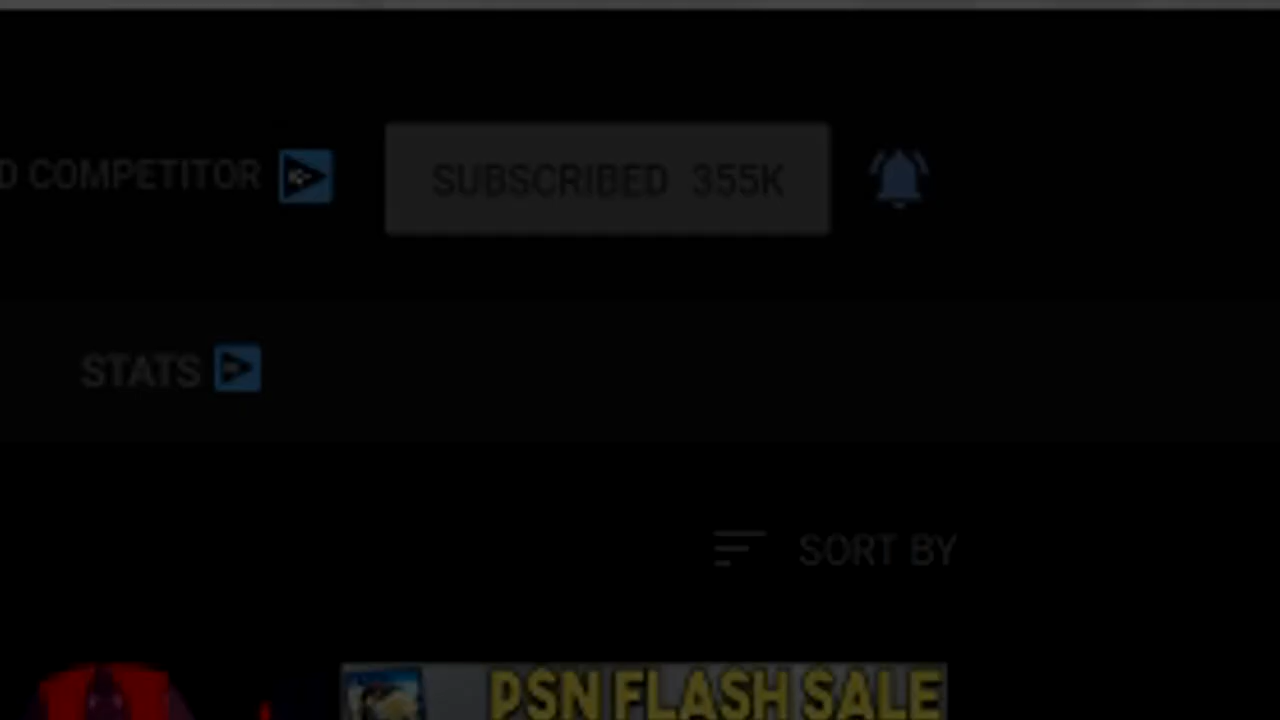 D COMPETITOR
SUBSCRIBED 355K
STATS
SORT BY
PSN FLASH SALE